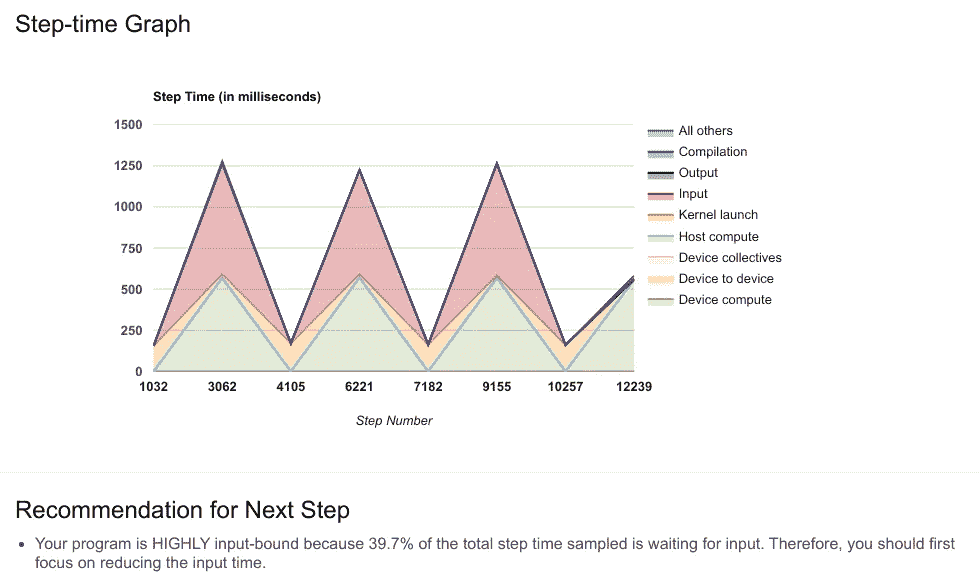 Step-time Graph
Step Time (in milliseconds)
1500
1250
1000
750
500
250
0
1032 3062 4105 6221 7182 9155 10257 12239
Step Number
All others
Compilation
Output
Input
Kernel launch
Host compute
Device collectives
Device to device
Device compute
Recommendation for Next Step
• Your program is HIGHLY input-bound because 39.7% of the total step time sampled is waiting for input. Therefore, you should first
focus on reducing the input time.